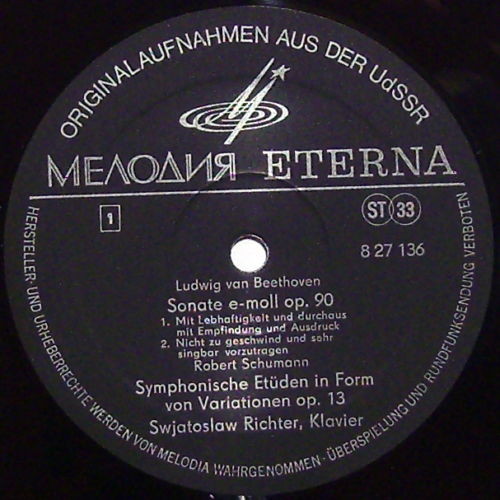 ORIGINALAUFNAHMEN AUS DER UdSSR
МЕЛОДИЯ ETERNA
1
ST 33
8 27 136
Ludwig van Beethoven
Sonate e-moll op. 90
1. Mit Lebhaftigkeit und durchaus
mit Empfindung und Ausdruck
2. Nicht zu geschwind und sehr
singbar vorzutragen
Robert Schumann
Symphonische Etüden in Form
von Variationen op. 13
Swjatoslaw Richter, Klavier
HERSTELLER- UND URHEBERRECHTE WERDEN VON MELODIA WAHRGENOMMEN - ÜBERSPIELUNG UND RUNDFUNKSENDUNG VERBOTEN